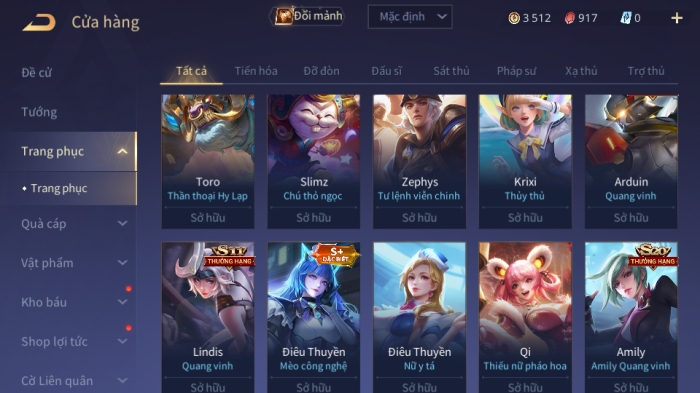 Cửa hàng
Đổi mảnh
Mặc định
3 512
917
0
Đề cử
Tướng
Trang phục
Trang phục
Quà cáp
Vật phẩm
Kho báu
Shop lợi tức
Cờ Liên quân
Tất cả
Tiến hóa
Đỡ đòn
Đấu sĩ
Sát thủ
Pháp sư
Xạ thủ
Trợ thủ
Toro
Thần thoại Hy Lạp
Sở hữu
Slimz
Chú thỏ ngọc
Sở hữu
Zephys
Tư lệnh viễn chinh
Sở hữu
Krixi
Thủy thủ
Sở hữu
Arduin
Quang vinh
Sở hữu
S11
THƯỞNG HẠNG
Lindis
Quang vinh
Sở hữu
S+
ĐẶC BIỆT
Điêu Thuyền
Mèo công nghệ
Sở hữu
Điêu Thuyền
Nữ y tá
Sở hữu
Qi
Thiếu nữ pháo hoa
Sở hữu
S20
THƯỞNG HẠNG
Amily
Amily Quang vinh
Sở hữu